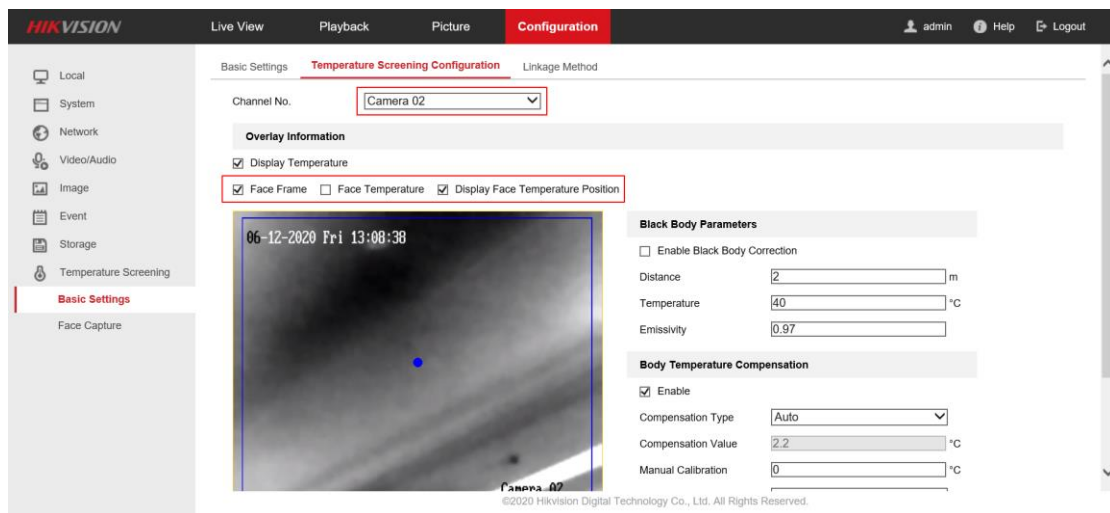 HIKVISION Live View Playback Picture Configuration admin Help Logout
Local
System
Network
Video/Audio
Image
Event
Storage
Temperature Screening
Basic Settings
Face Capture
Basic Settings Temperature Screening Configuration Linkage Method
Channel No. Camera 02
Overlay Information
Display Temperature
Face Frame Face Temperature Display Face Temperature Position
06-12-2020 Fri 13:08:38
Camera 02
Black Body Parameters
Enable Black Body Correction
Distance 2 m
Temperature 40 °C
Emissivity 0.97
Body Temperature Compensation
Enable
Compensation Type Auto
Compensation Value 2.2 °C
Manual Calibration 0 °C
©2020 Hikvision Digital Technology Co., Ltd. All Rights Reserved.